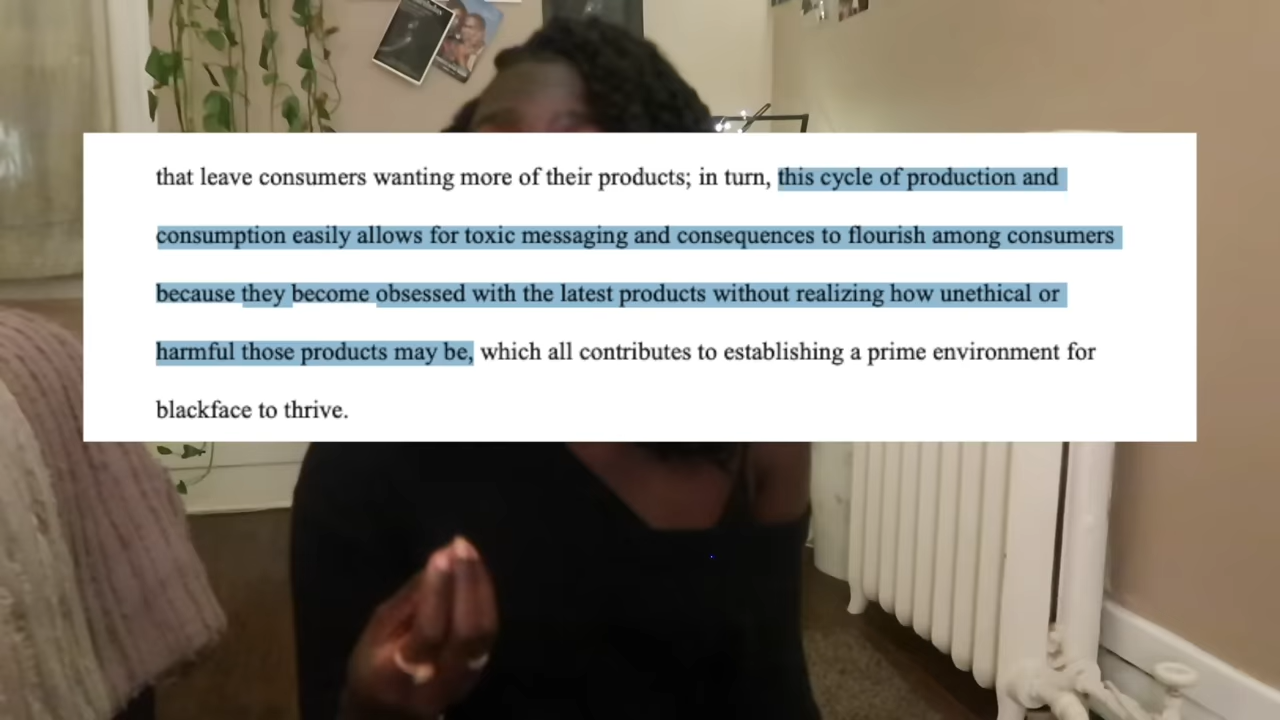 that leave consumers wanting more of their products; in turn, this cycle of production and
consumption easily allows for toxic messaging and consequences to flourish among consumers
because they become obsessed with the latest products without realizing how unethical or
harmful those products may be, which all contributes to establishing a prime environment for
blackface to thrive.